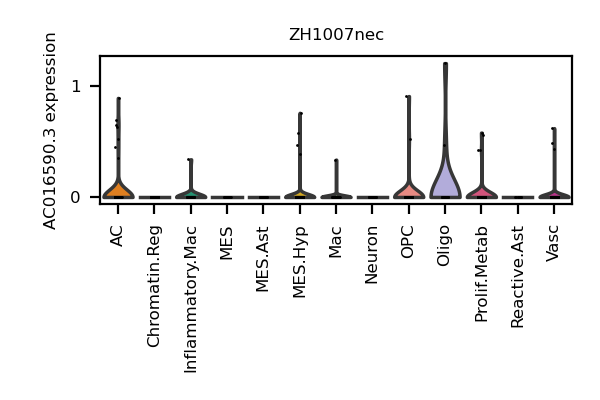 ZH1007nec
AC016590.3 expression
1
0
AC
Chromatin.Reg
Inflammatory.Mac
MES
MES.Ast
MES.Hyp
Mac
Neuron
OPC
Oligo
Prolif.Metab
Reactive.Ast
Vasc